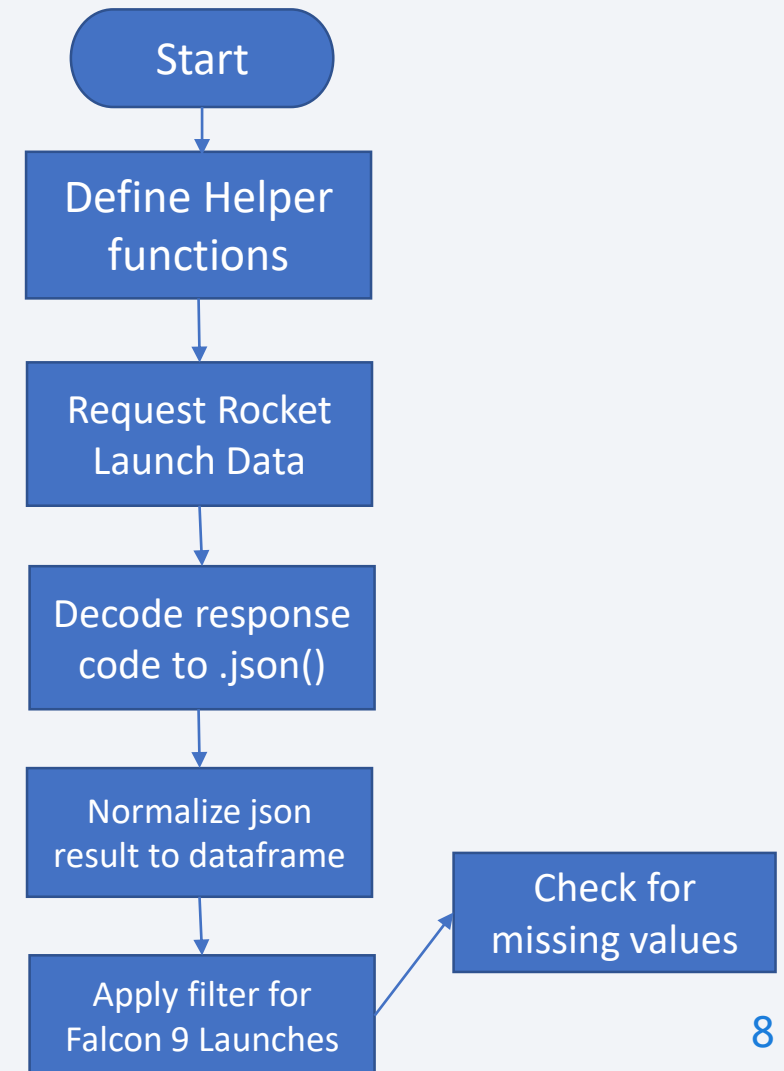 Start
Define Helper
functions
Request Rocket
Launch Data
Decode response
code to .json()
Normalize json
result to dataframe
Apply filter for
Falcon 9 Launches
Check for
missing values
8